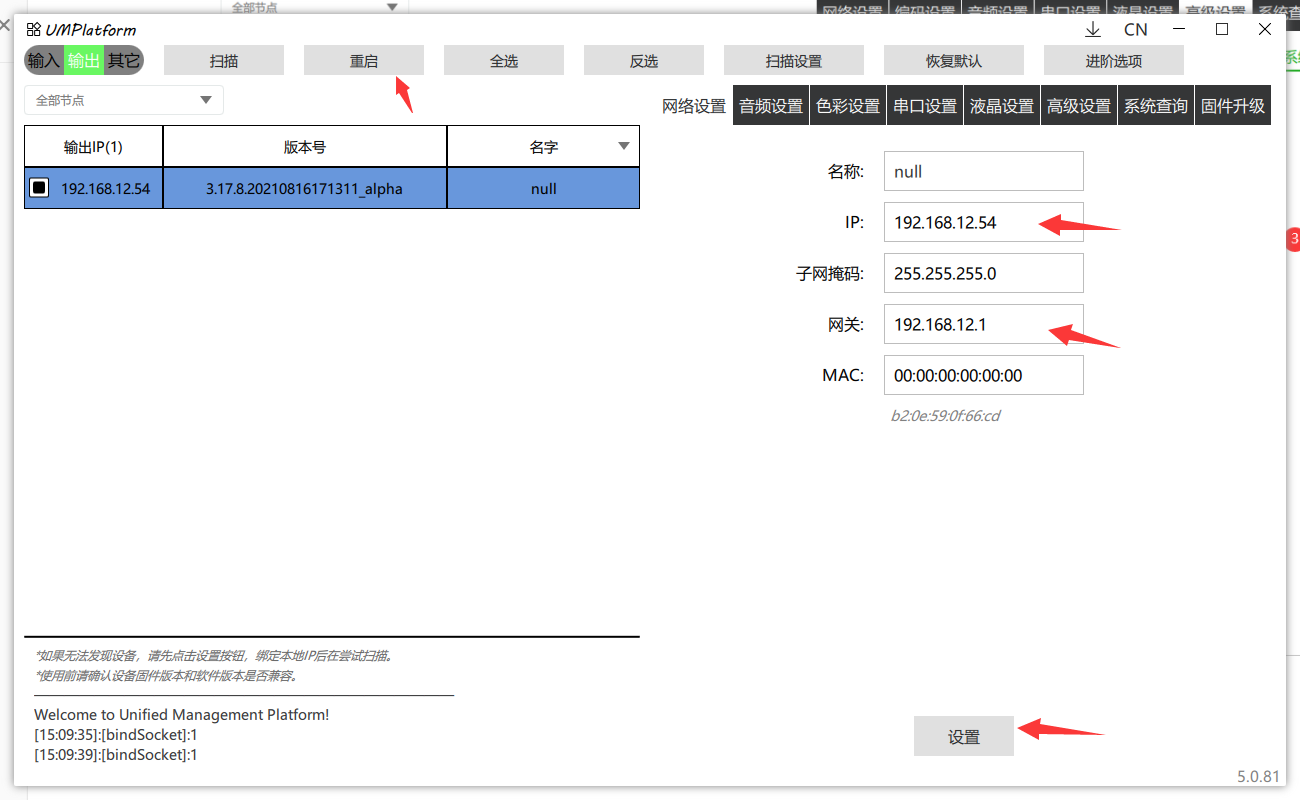 全部节点
网络设置 编码设置 音频设置 串口设置 液晶设置 高级设置 系统查
UMPlatform
CN
输入 输出 其它 扫描 重启 全选 反选 扫描设置 恢复默认 进阶选项
全部节点
网络设置 音频设置 色彩设置 串口设置 液晶设置 高级设置 系统查询 固件升级
输出IP(1) 版本号 名字
192.168.12.54 3.17.8.20210816171311_alpha null
名称: null
IP: 192.168.12.54
子网掩码: 255.255.255.0
网关: 192.168.12.1
MAC: 00:00:00:00:00:00
b2:0e:59:0f:66:cd
3
*如果无法发现设备，请先点击设置按钮，绑定本地IP后在尝试扫描。
*使用前请确认设备固件版本和软件版本是否兼容。
Welcome to Unified Management Platform!
[15:09:35]:[bindSocket]:1
[15:09:39]:[bindSocket]:1
设置
5.0.81